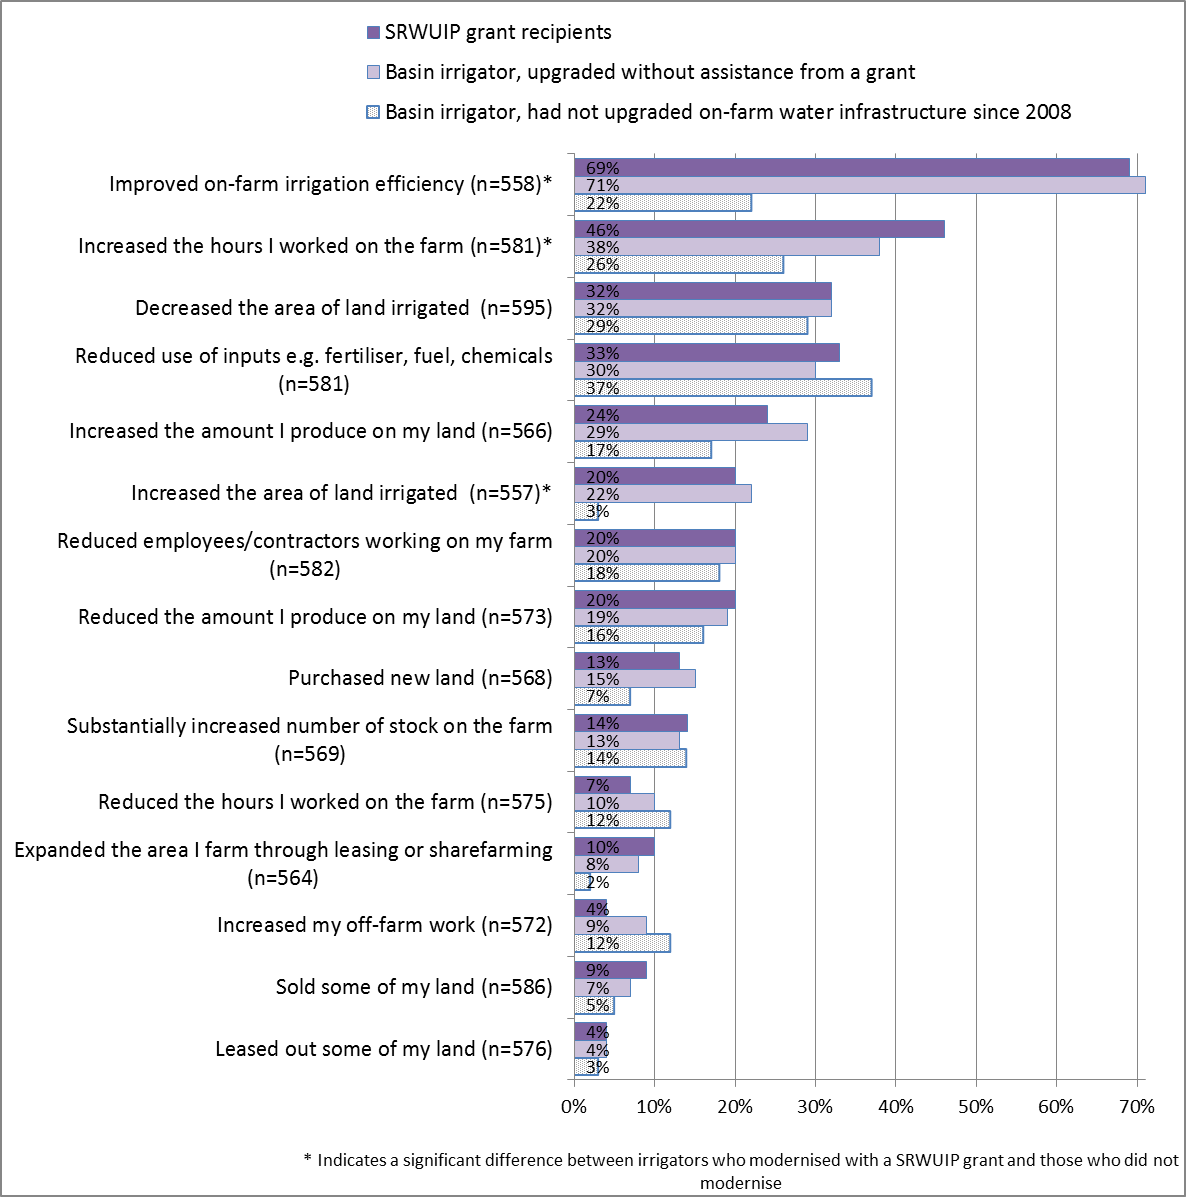 SRWUIP grant recipients
Basin irrigator, upgraded without assistance from a grant
Basin irrigator, had not upgraded on-farm water infrastructure since 2008
Improved on-farm irrigation efficiency (n=558)*
69%
71%
22%
Increased the hours I worked on the farm (n=581)*
46%
38%
26%
Decreased the area of land irrigated (n=595)
32%
32%
29%
Reduced use of inputs e.g. fertiliser, fuel, chemicals
(n=581)
33%
30%
37%
Increased the amount I produce on my land (n=566)
24%
29%
17%
Increased the area of land irrigated (n=557)*
20%
22%
3%
Reduced employees/contractors working on my farm
(n=582)
20%
20%
18%
Reduced the amount I produce on my land (n=573)
20%
19%
16%
Purchased new land (n=568)
13%
15%
7%
Substantially increased number of stock on the farm
(n=569)
14%
13%
14%
Reduced the hours I worked on the farm (n=575)
7%
10%
12%
Expanded the area I farm through leasing or sharefarming
(n=564)
10%
8%
2%
Increased my off-farm work (n=572)
4%
9%
12%
Sold some of my land (n=586)
9%
7%
5%
Leased out some of my land (n=576)
4%
4%
3%
0% 10% 20% 30% 40% 50% 60% 70%
* Indicates a significant difference between irrigators who modernised with a SRWUIP grant and those who did not
modernise